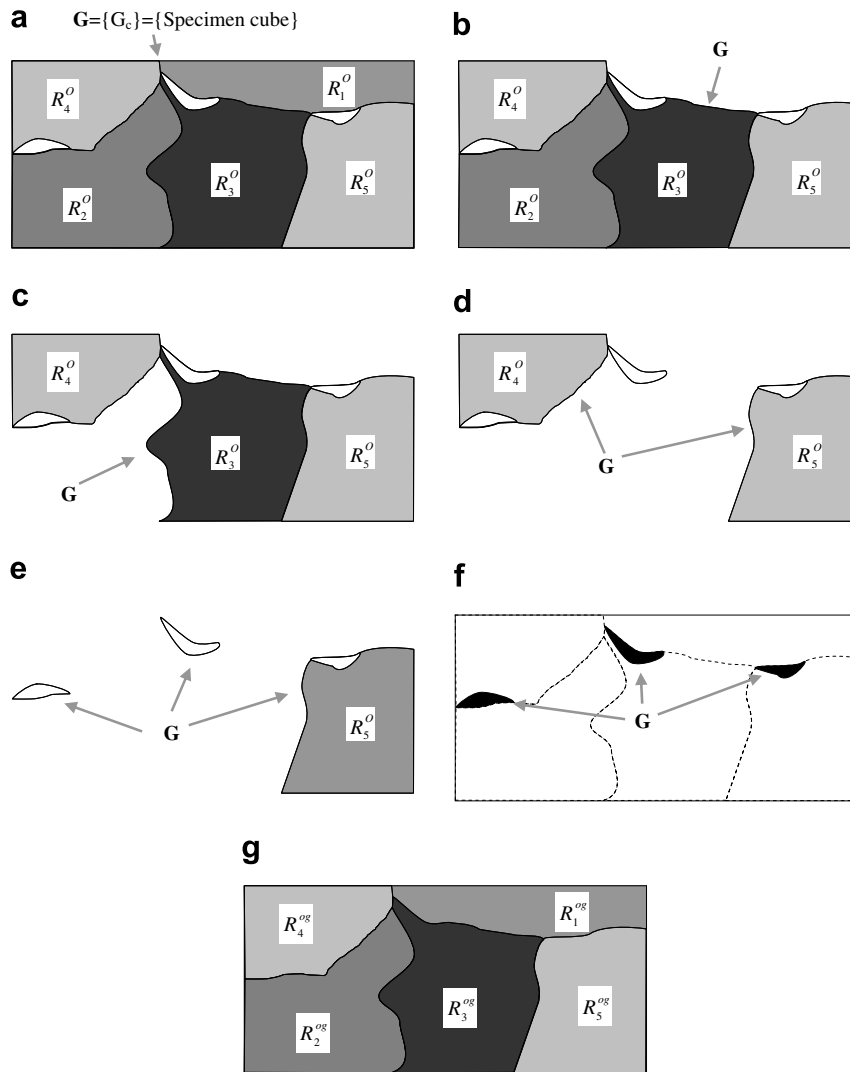 a
G={G_c}={Specimen cube}
R_4^O
R_1^O
R_2^O
R_3^O
R_5^O
b
G
R_4^O
R_2^O
R_3^O
R_5^O
c
R_4^O
R_3^O
R_5^O
G
d
R_4^O
G
R_5^O
e
G
R_5^O
f
G
g
R_4^{og}
R_1^{og}
R_2^{og}
R_3^{og}
R_5^{og}